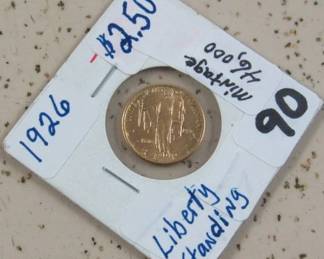 1926
$2.50
Mintage
46,000
90
Liberty
Standing